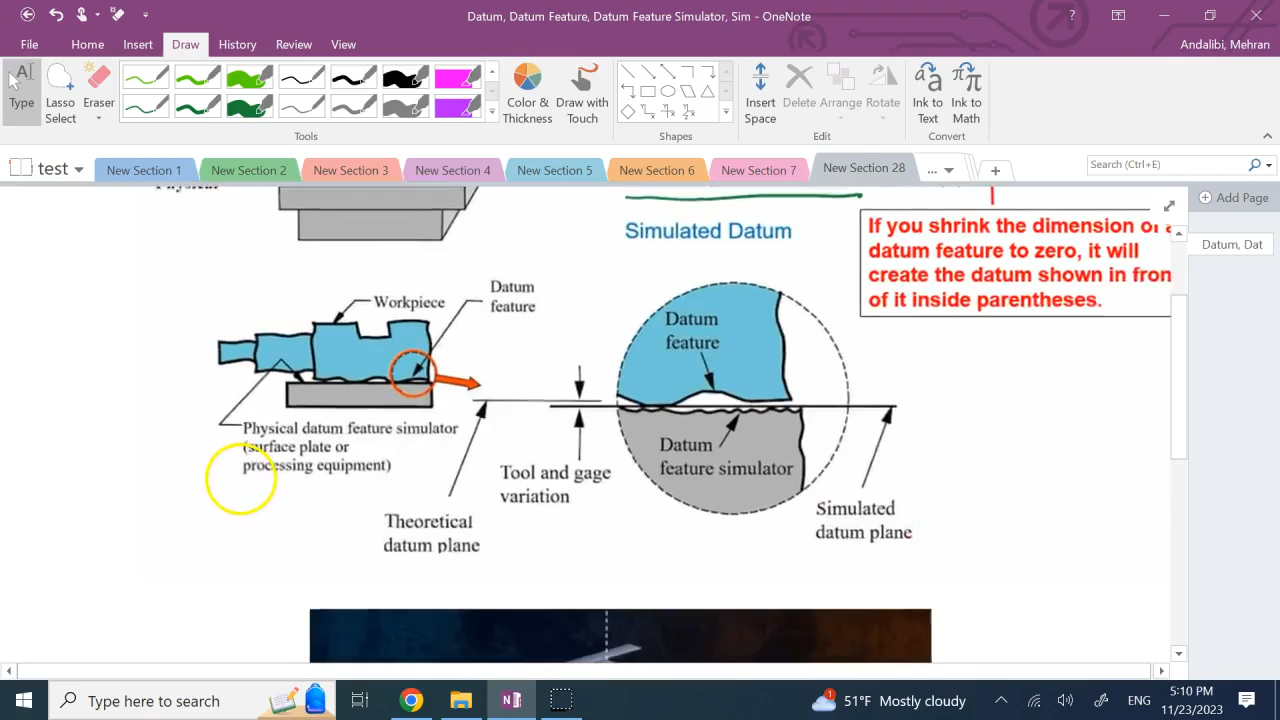 Datum, Datum Feature, Datum Feature Simulator, Sim - OneNote
Andalibi, Mehran
File Home Insert Draw History Review View
Type
Lasso Select
Eraser
Color & Thickness
Draw with Touch
Insert Space
Delete
Arrange
Rotate
Ink to Text
Ink to Math
Tools
Shapes
Edit
Convert
test
New Section 1
New Section 2
New Section 3
New Section 4
New Section 5
New Section 6
New Section 7
New Section 28
...
Search (Ctrl+E)
Add Page
Datum, Dat
Simulated Datum
If you shrink the dimension of a
datum feature to zero, it will
create the datum shown in fron
of it inside parentheses.
Workpiece
Datum
feature
Physical datum feature simulator
(surface plate or
processing equipment)
Theoretical
datum plane
Tool and gage
variation
Datum
feature
Datum
feature simulator
Simulated
datum plane
Type here to search
1
51°F Mostly cloudy
ENG
5:10 PM
11/23/2023